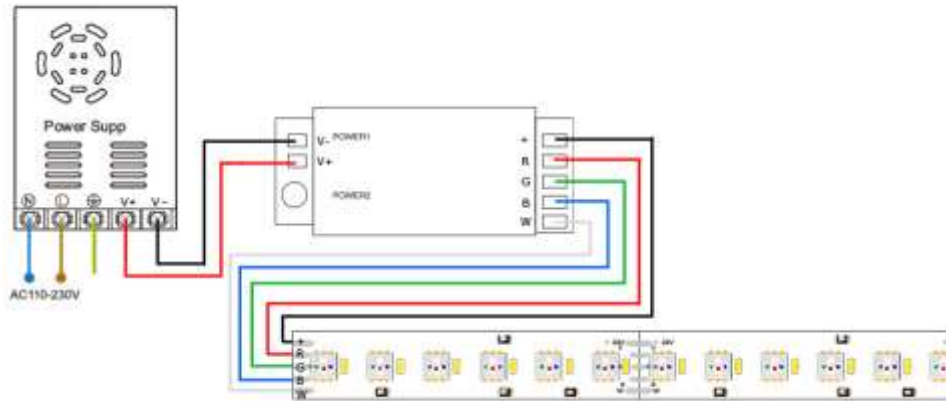 Power Supp
N L V+ V-
AC110-230V
V- POWER1
V+
POWER2
+
R
G
B
W
+
R
G
B
W